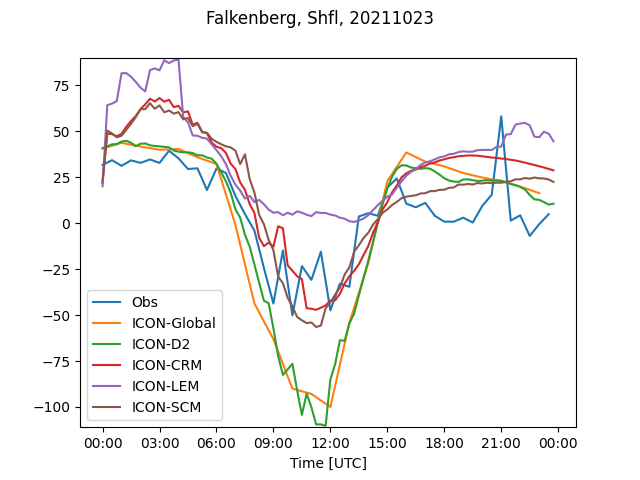 Falkenberg, Shfl, 20211023
75
50
25
0
−25
−50
−75
−100
Obs
ICON-Global
ICON-D2
ICON-CRM
ICON-LEM
ICON-SCM
00:00 03:00 06:00 09:00 12:00 15:00 18:00 21:00 00:00
Time [UTC]